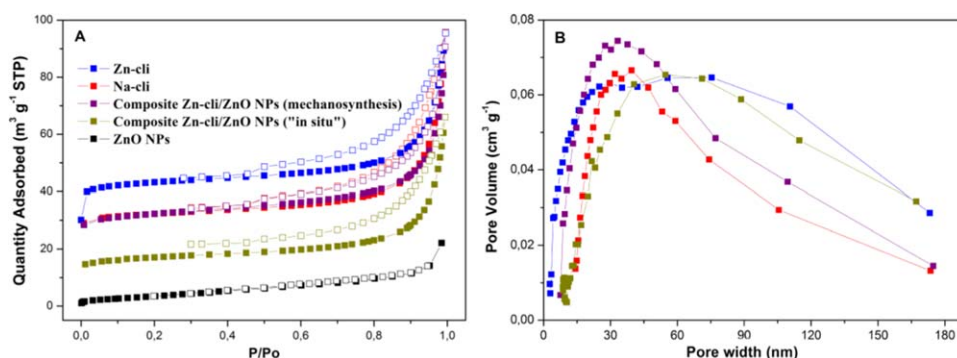 A
Quantity Adsorbed (m³ g⁻¹ STP)
100
80
60
40
20
0
Zn-cli
Na-cli
Composite Zn-cli/ZnO NPs (mechanosynthesis)
Composite Zn-cli/ZnO NPs ("in situ")
ZnO NPs
0,0 0,2 0,4 0,6 0,8 1,0
P/Po
B
Pore Volume (cm³ g⁻¹)
0,08
0,06
0,04
0,02
0,00
0 30 60 90 120 150 180
Pore width (nm)